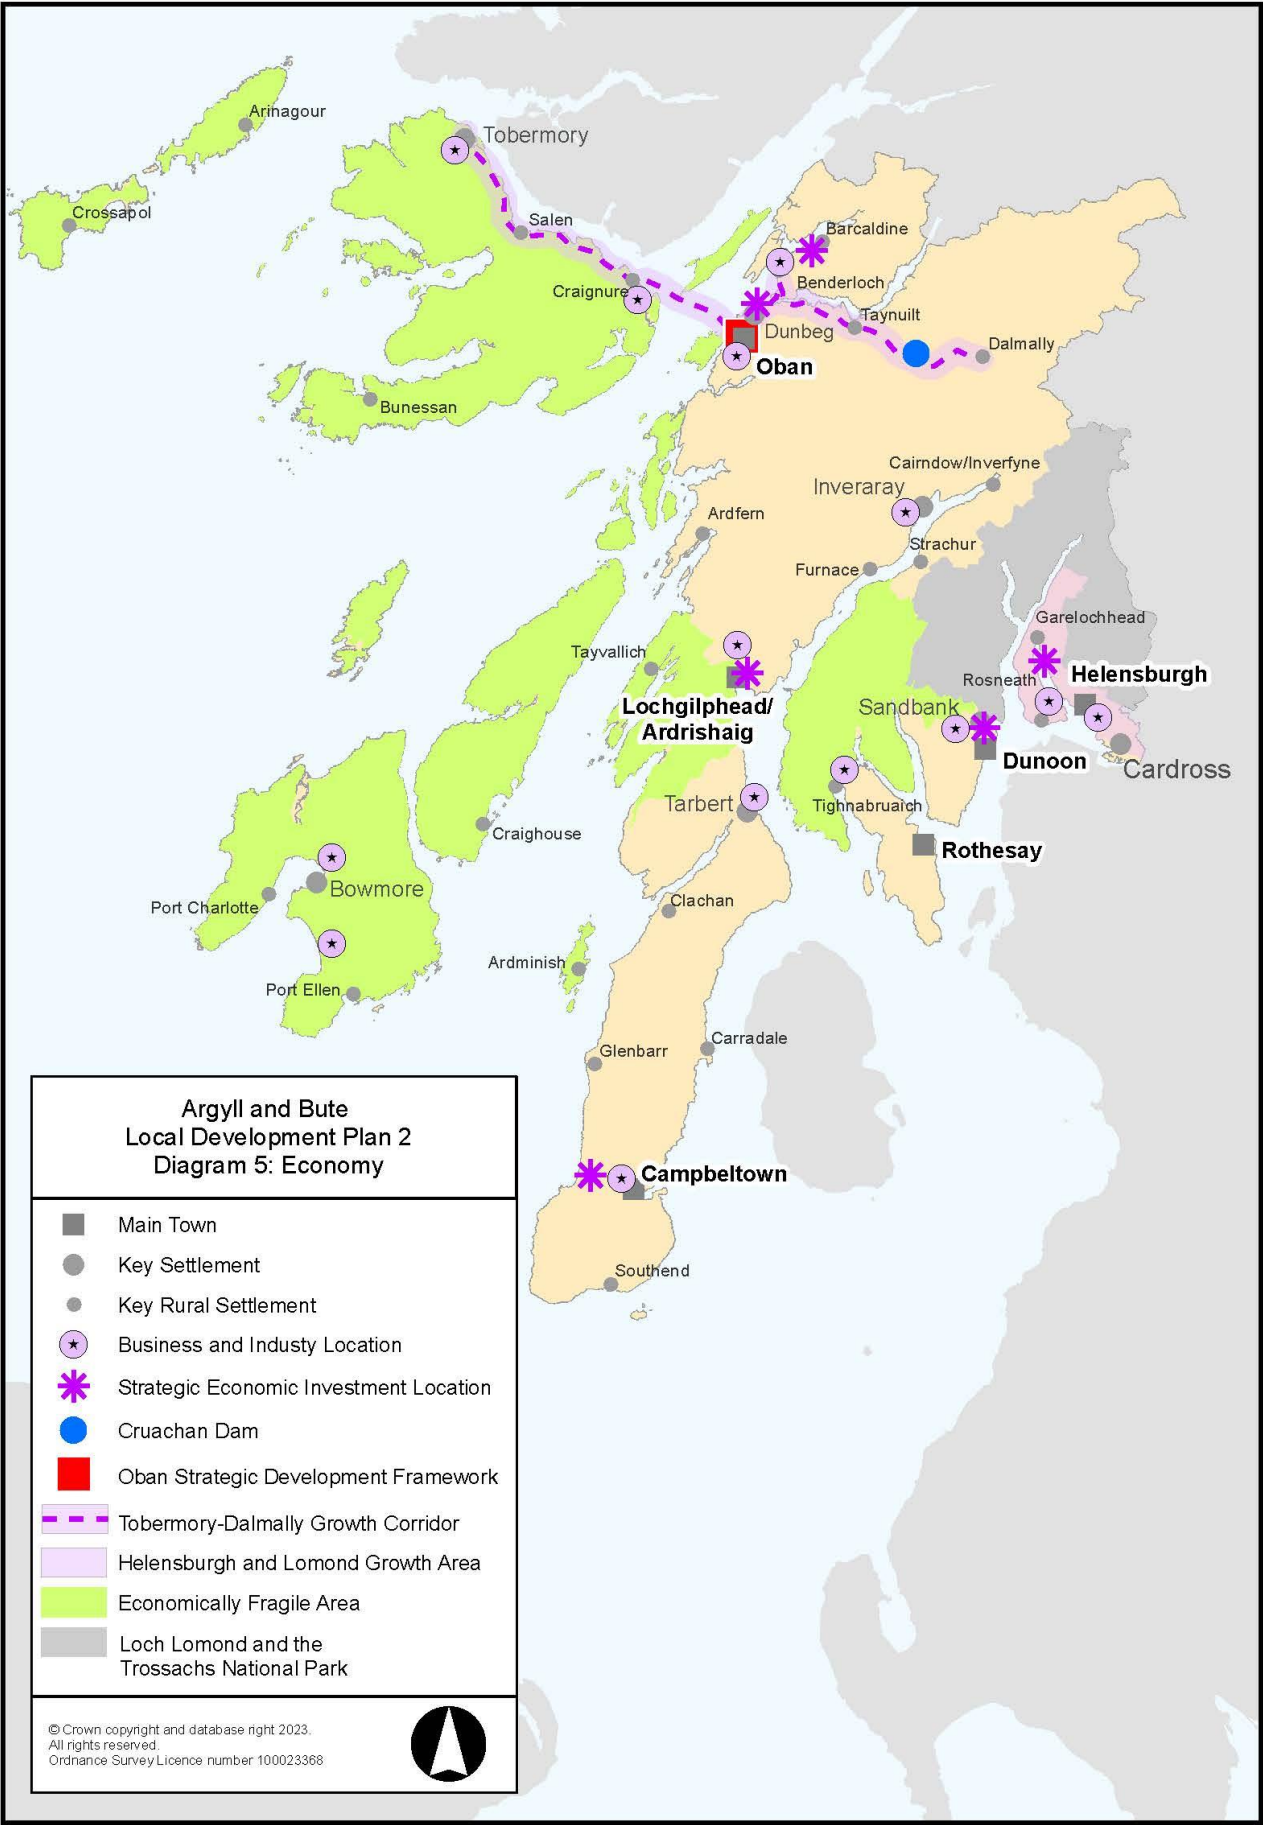 Arinagour
Tobermory
Crossapol
Salen
Barcaldine
Craignure
Benderloch
Taynuilt
Dunbeg
Dalmally
Oban
Bunessan
Cairndow/Inverfyne
Inveraray
Ardfern
Strachur
Furnace
Garelochhead
Tayvallich
Rosneath
Helensburgh
Lochgilphead/
Ardrishaig
Sandbank
Dunoon
Cardross
Tarbert
Tighnabruaich
Craighouse
Rothesay
Bowmore
Clachan
Port Charlotte
Ardminish
Port Ellen
Carradale
Glenbarr
Campbeltown
Southend
Argyll and Bute
Local Development Plan 2
Diagram 5: Economy
Main Town
Key Settlement
Key Rural Settlement
Business and Industy Location
Strategic Economic Investment Location
Cruachan Dam
Oban Strategic Development Framework
Tobermory-Dalmally Growth Corridor
Helensburgh and Lomond Growth Area
Economically Fragile Area
Loch Lomond and the
Trossachs National Park
© Crown copyright and database right 2023.
All rights reserved.
Ordnance Survey Licence number 100023368